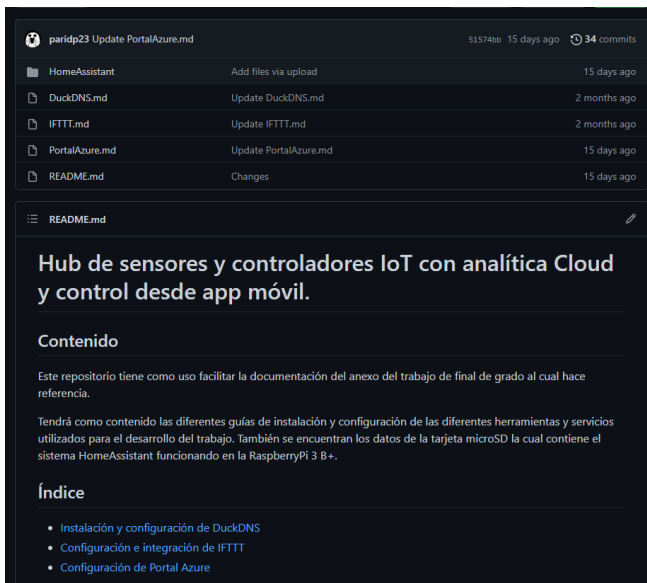 paridp23 Update PortalAzure.md 51574bb 15 days ago 34 commits
HomeAssistant Add files via upload 15 days ago
DuckDNS.md Update DuckDNS.md 2 months ago
IFTTT.md Update IFTTT.md 2 months ago
PortalAzure.md Update PortalAzure.md 15 days ago
README.md Changes 15 days ago
README.md
Hub de sensores y controladores IoT con analítica Cloud
y control desde app móvil.
Contenido
Este repositorio tiene como uso facilitar la documentación del anexo del trabajo de final de grado al cual hace
referencia.
Tendrá como contenido las diferentes guías de instalación y configuración de las diferentes herramientas y servicios
utilizados para el desarrollo del trabajo. También se encuentran los datos de la tarjeta microSD la cual contiene el
sistema HomeAssistant funcionando en la RaspberryPi 3 B+.
Índice
Instalación y configuración de DuckDNS
Configuración e integración de IFTTT
Configuración de Portal Azure